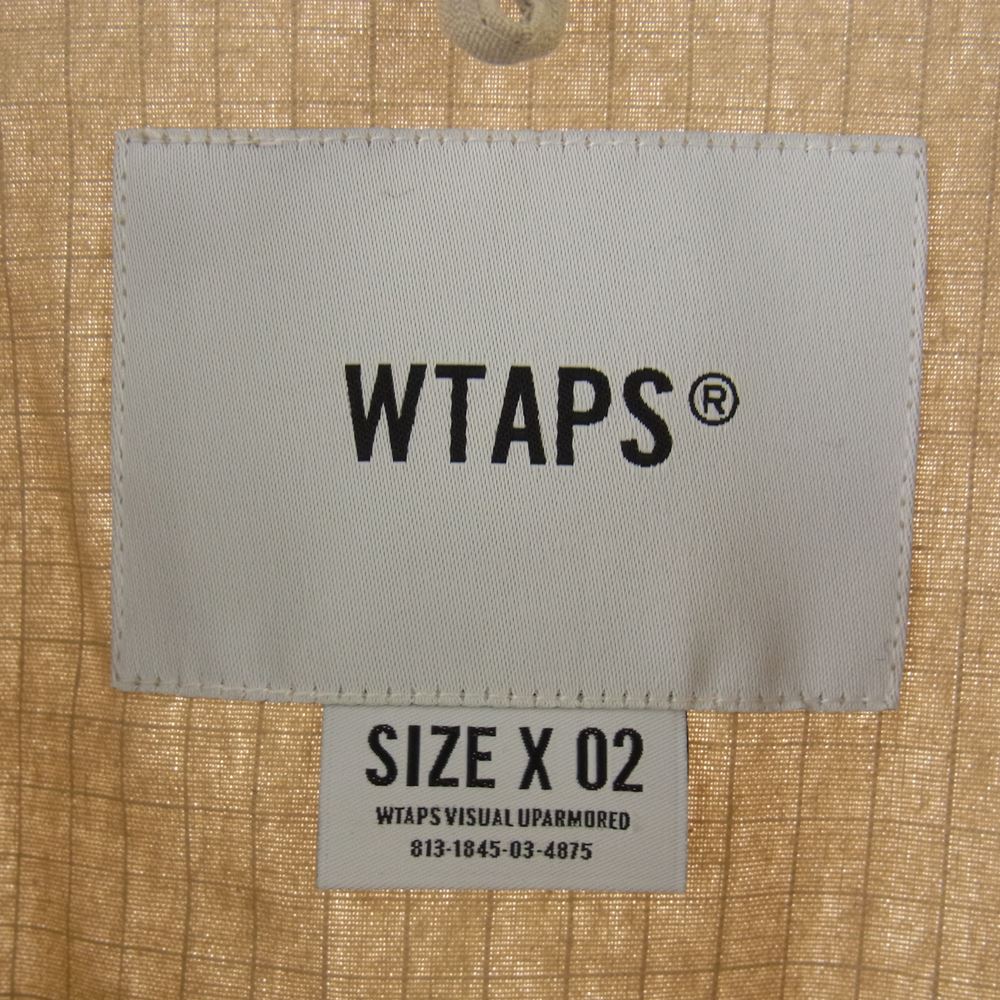 WTAPS®
SIZE X 02
WTAPS VISUAL UPARMORED
813-1845-03-4875